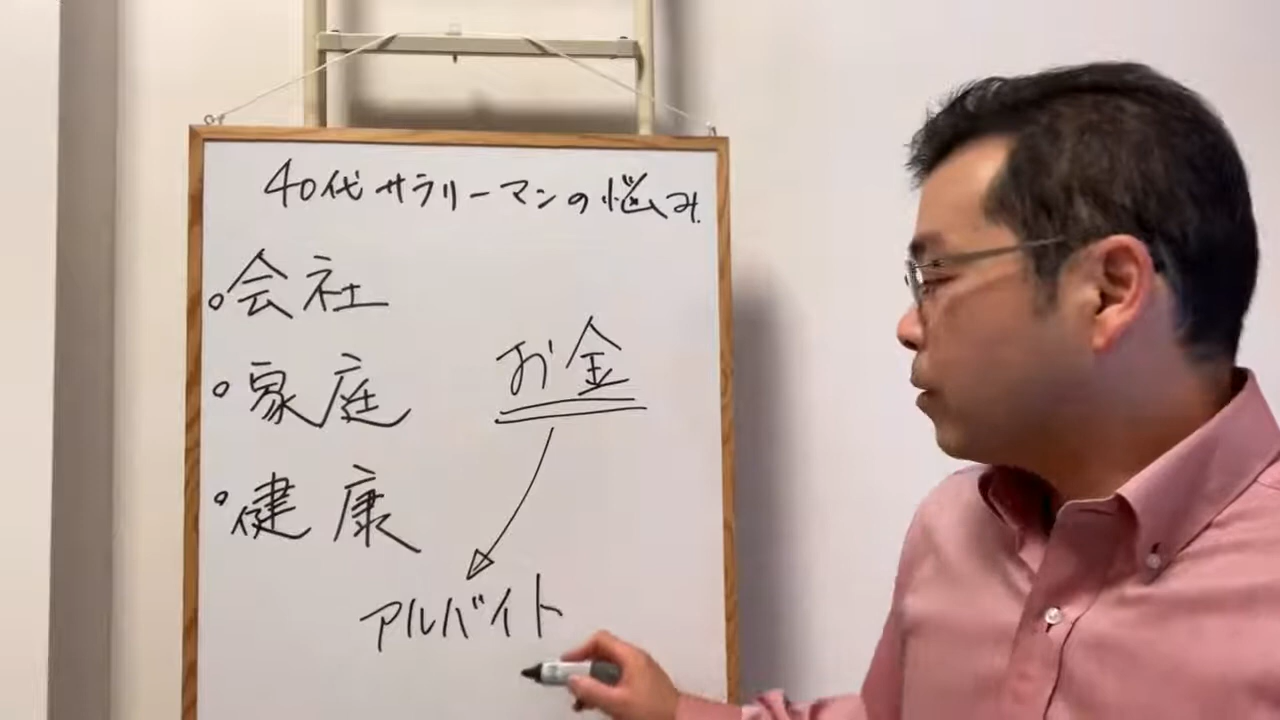 40代サラリーマンの悩み.
○会社
○家庭
○健康
お金
アルバイト